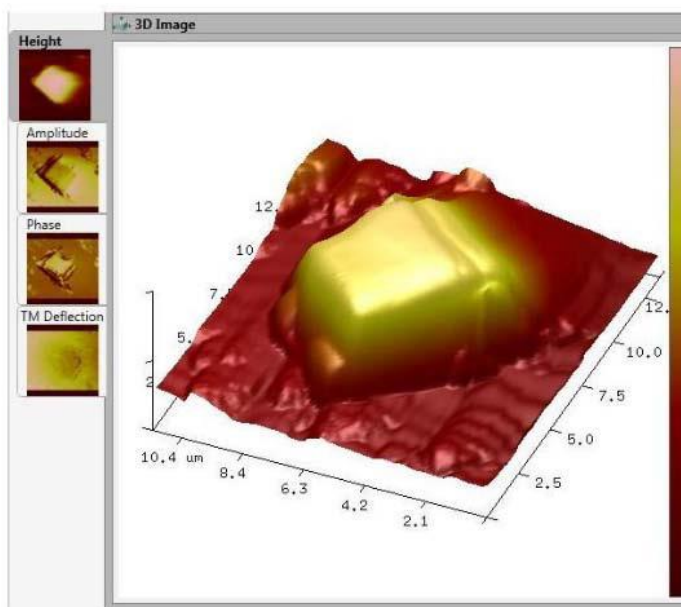 3D Image
Height
Amplitude
Phase
TM Deflection
12.
10
7.
5.
2
10.4 um
8.4
6.3
4.2
2.1
2.5
5.0
7.5
10.0
12.